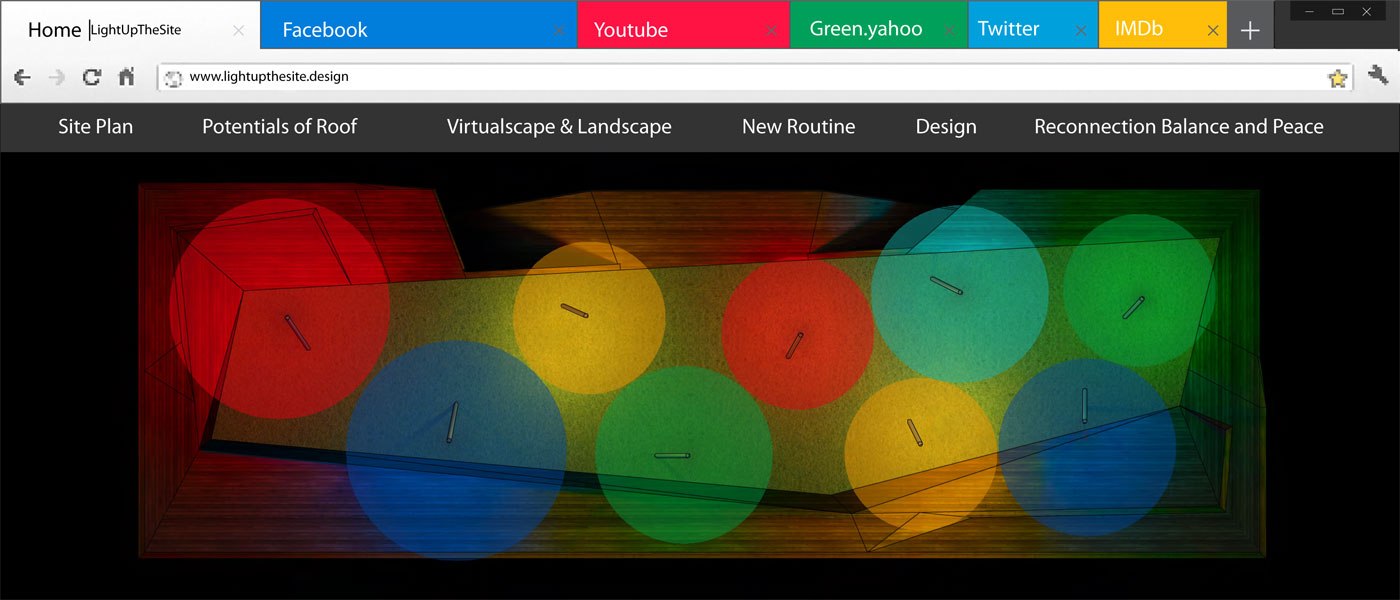 Home LightUpTheSite Facebook Youtube Green.yahoo Twitter IMDb
www.lightupthesite.design
Site Plan Potentials of Roof Virtualscape & Landscape New Routine Design Reconnection Balance and Peace